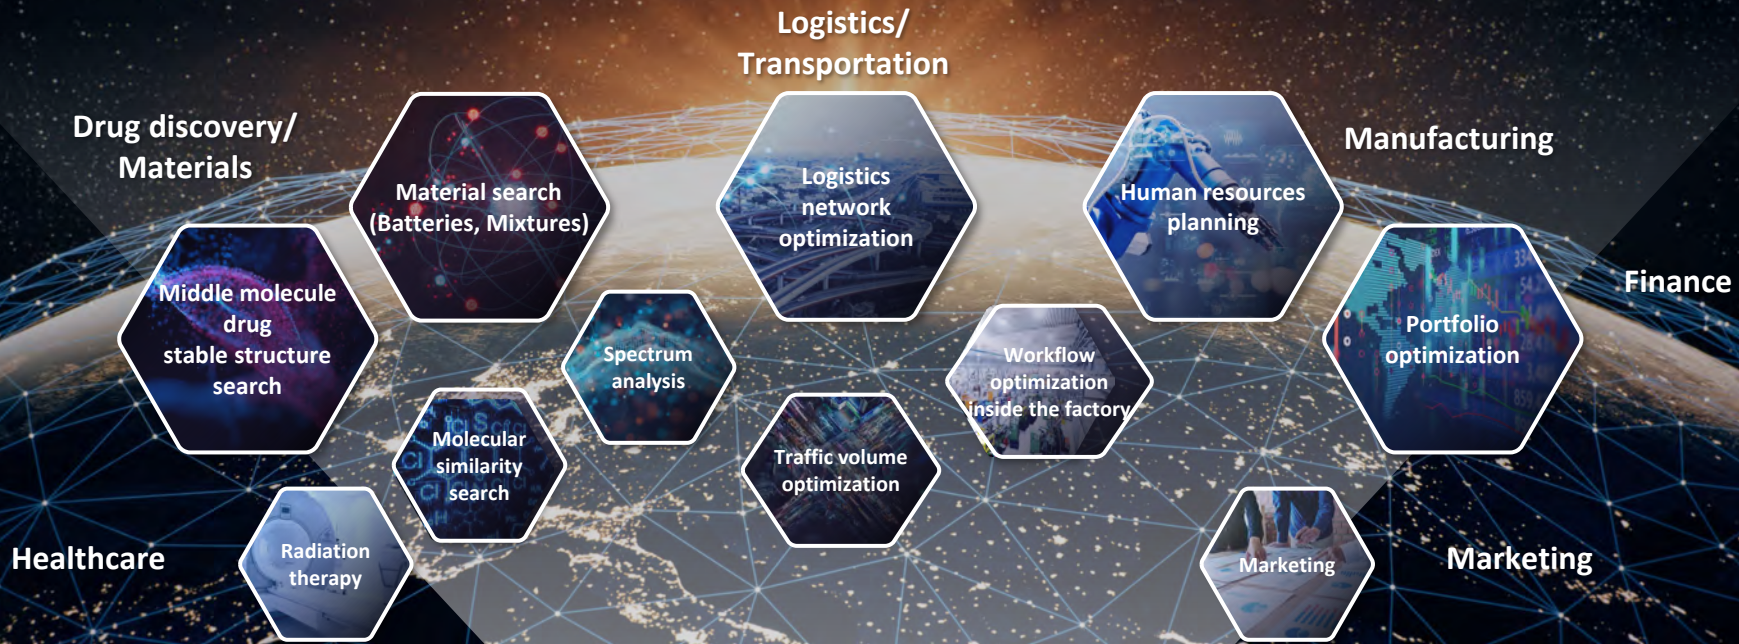 Logistics/
Transportation
Drug discovery/
Materials
Manufacturing
Material search
(Batteries, Mixtures)
Logistics
network
optimization
Human resources
planning
Finance
Middle molecule
drug
stable structure
search
Portfolio
optimization
Spectrum
analysis
Workflow
optimization
inside the factory
Molecular
similarity
search
Traffic volume
optimization
Healthcare
Radiation
therapy
Marketing
Marketing